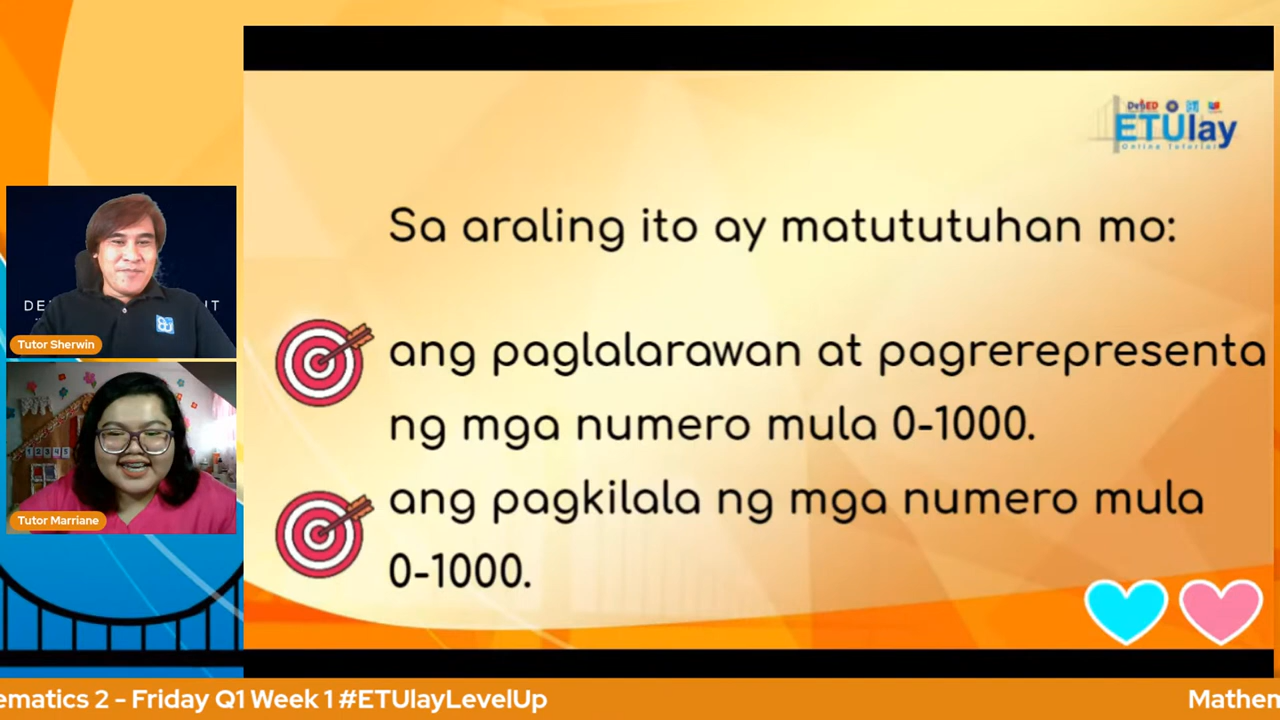 DepED
ETUlay
Online Tutorial
Sa araling ito ay matututuhan mo:
ang paglalarawan at pagrerepresenta
ng mga numero mula 0-1000.
ang pagkilala ng mga numero mula
0-1000.
Tutor Sherwin
Tutor Marriane
12345
ematics 2 - Friday Q1 Week 1 #ETUlayLevelUp
Mathem